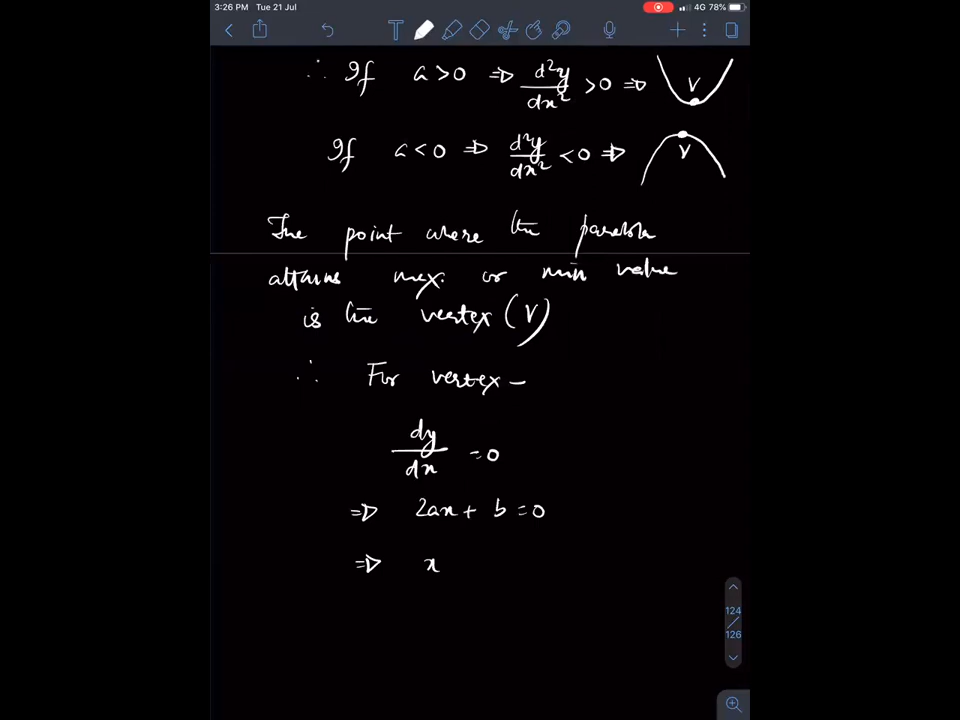 3:26 PM Tue 21 Jul 4G 78%
∴ If a > 0 ⇒ d²y/dx² > 0 ⇒ V
If a < 0 ⇒ d²y/dx² < 0 ⇒ V
The point where the parabola
attains max. or min value
is the vertex (V)
∴ For vertex –
dy/dx = 0
⇒ 2ax + b = 0
⇒ x
124
/
126